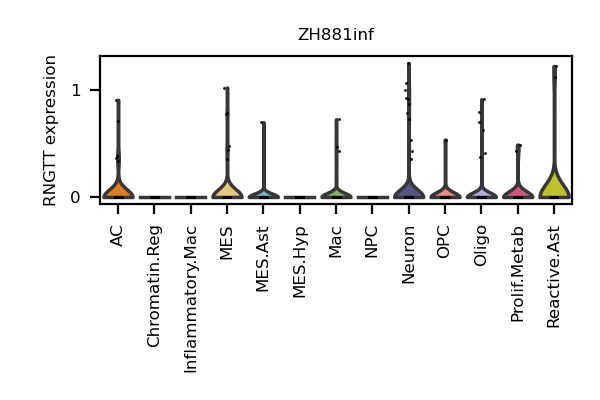 ZH881inf
RNGTT expression
1
0
AC
Chromatin.Reg
Inflammatory.Mac
MES
MES.Ast
MES.Hyp
Mac
NPC
Neuron
OPC
Oligo
Prolif.Metab
Reactive.Ast